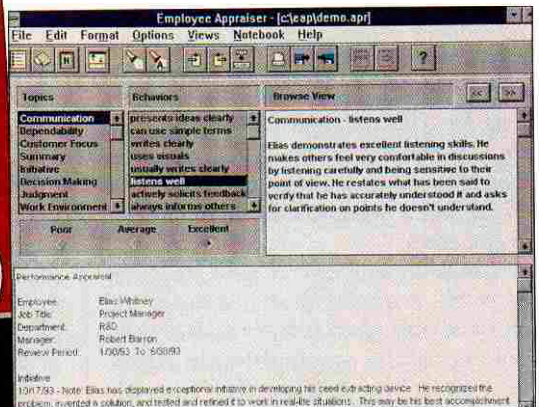 Employee Appraiser - [c:\eap\demo.apr]
File Edit Format Options Views Notebook Help
Topics
Behaviors
Browse View
<< >>
Communication
Dependability
Customer Focus
Summary
Initiative
Decision Making
Judgment
Work Environment
presents ideas clearly
can use simple terms
writes clearly
uses visuals
usually writes clearly
listens well
actively solicits feedback
always informs others
Communication - listens well
Elias demonstrates excellent listening skills. He
makes others feel very comfortable in discussions
by listening carefully and being sensitive to their
point of view. He restates what has been said to
verify that he has accurately understood it and asks
for clarification on points he doesn't understand.
Poor Average Excellent
Performance Appraisal
Employee: Elias Whitney
Job Title: Project Manager
Department: R&D
Manager: Robert Barron
Review Period: To
Initiative
10/17/93 - Note: Elias has displayed exceptional initiative in developing his seed extracting device. He recognized the
problem, invented a solution, and tested and refined it to work in real-life situations. This may be his best accomplishment